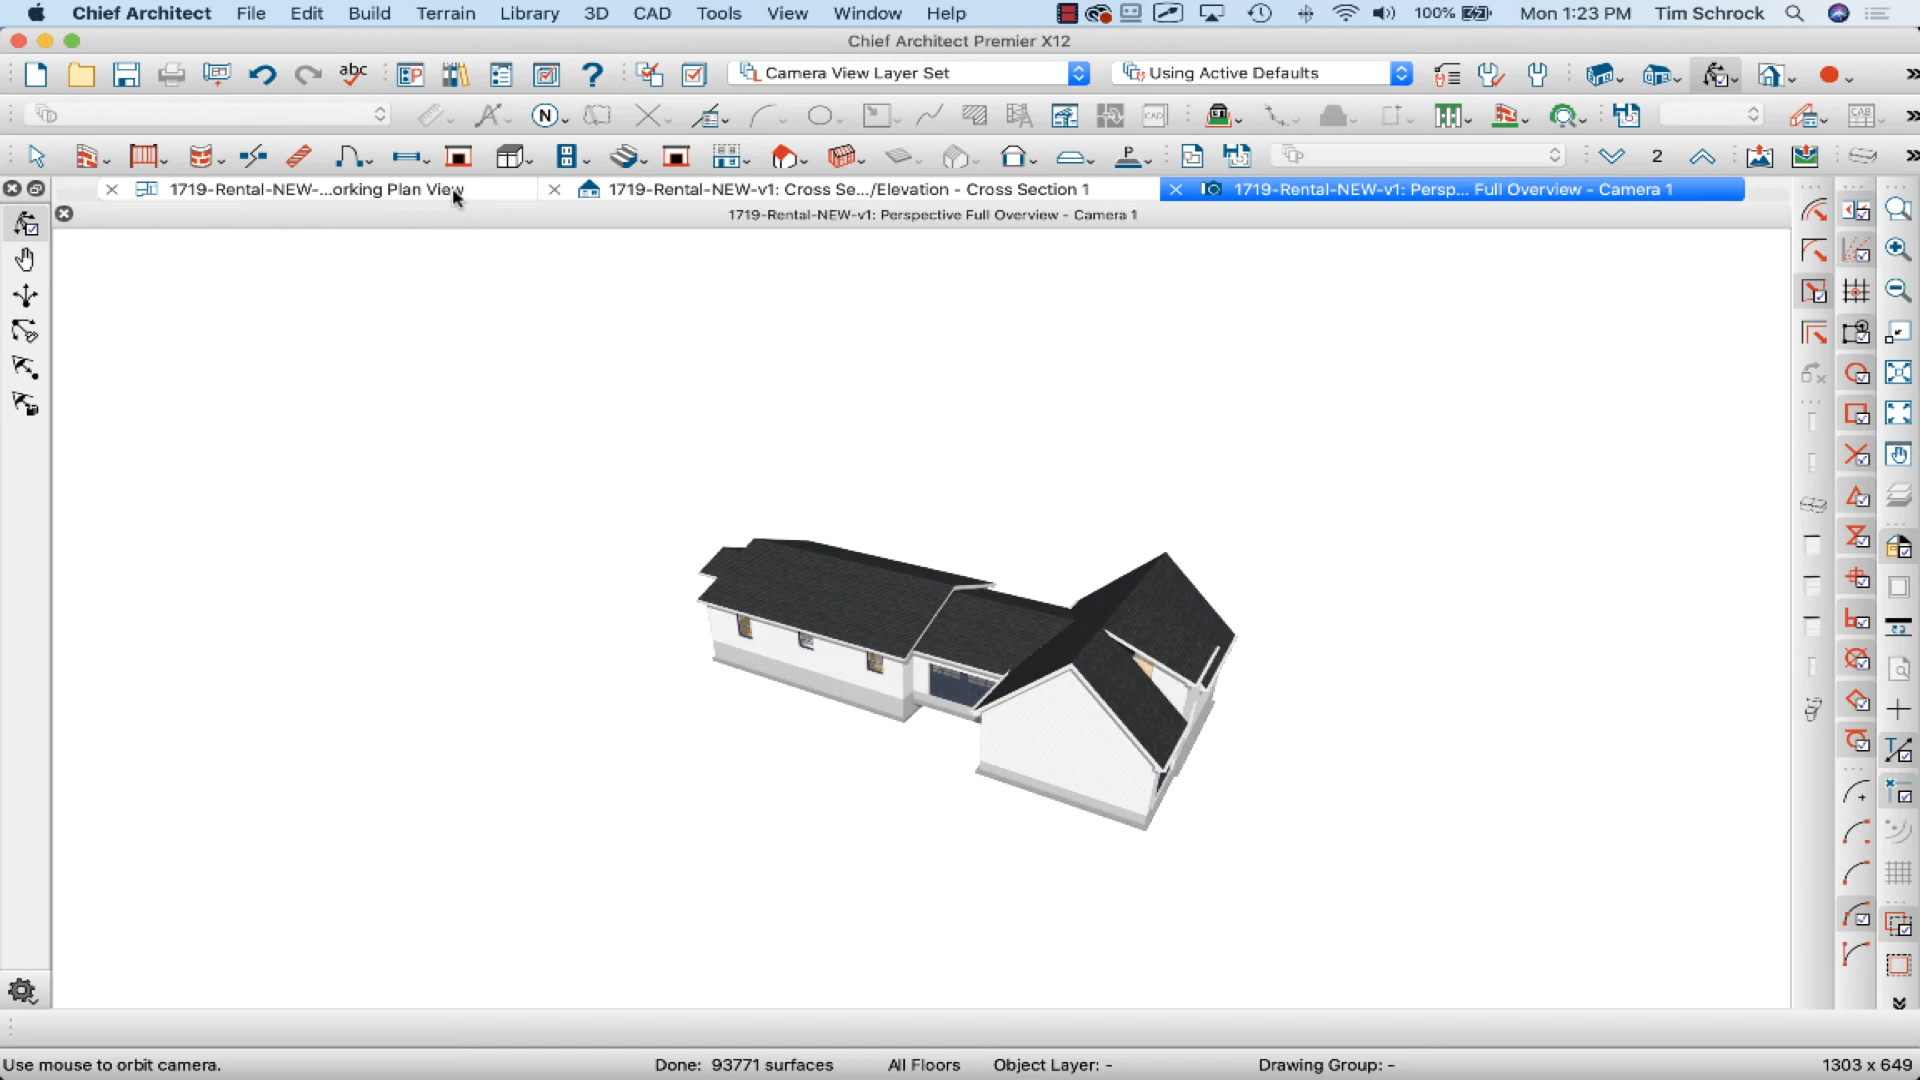 Chief Architect File Edit Build Terrain Library 3D CAD Tools View Window Help 100% Mon 1:23 PM Tim Schrock
Chief Architect Premier X12
abc P ? Camera View Layer Set Using Active Defaults
N CAD CAB
P 2
1719-Rental-NEW-...orking Plan View 1719-Rental-NEW-v1: Cross Se.../Elevation - Cross Section 1 1719-Rental-NEW-v1: Persp... Full Overview - Camera 1
1719-Rental-NEW-v1: Perspective Full Overview - Camera 1
Use mouse to orbit camera. Done: 93771 surfaces All Floors Object Layer: - Drawing Group: - 1303 x 649